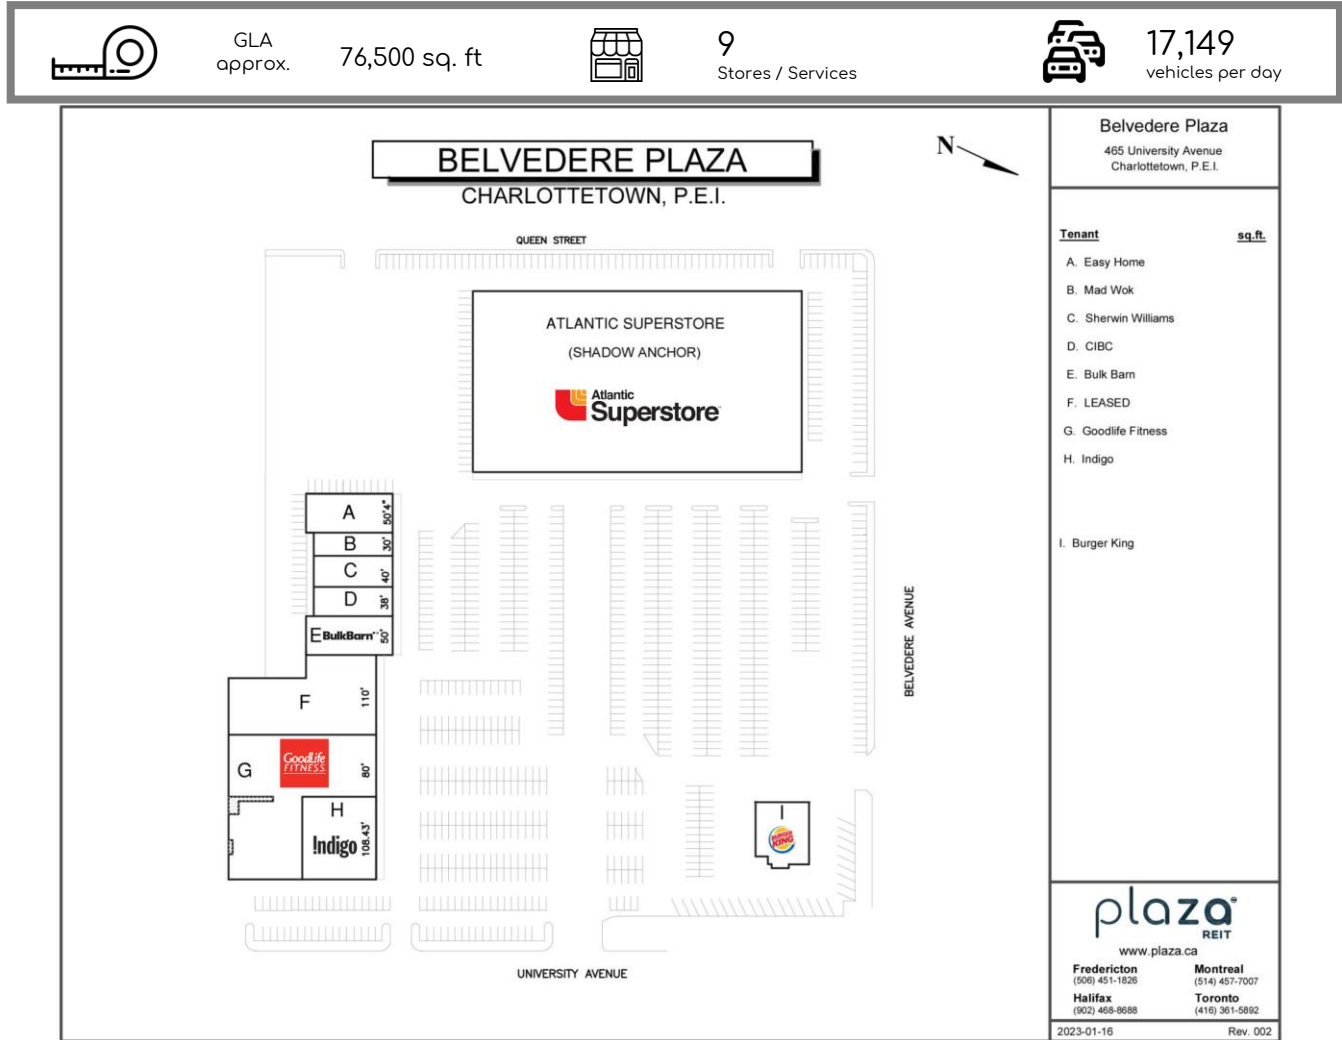 GLA
approx.
76,500 sq. ft
9
Stores / Services
17,149
vehicles per day
BELVEDERE PLAZA
CHARLOTTETOWN, P.E.I.
N
QUEEN STREET
ATLANTIC SUPERSTORE
(SHADOW ANCHOR)
Atlantic
Superstore
A 50'4"
B 30'
C 40'
D 38'
E BulkBarn 50'
F 110'
G GoodLife
FITNESS 80'
H
!ndigo 108.43'
I
BURGER
KING
BELVEDERE AVENUE
UNIVERSITY AVENUE
Belvedere Plaza
465 University Avenue
Charlottetown, P.E.I.
Tenant sq.ft.
A. Easy Home
B. Mad Wok
C. Sherwin Williams
D. CIBC
E. Bulk Barn
F. LEASED
G. Goodlife Fitness
H. Indigo
I. Burger King
plaza
REIT
www.plaza.ca
Fredericton Montreal
(506) 451-1826 (514) 457-7007
Halifax Toronto
(902) 468-8688 (416) 361-5892
2023-01-16 Rev. 002